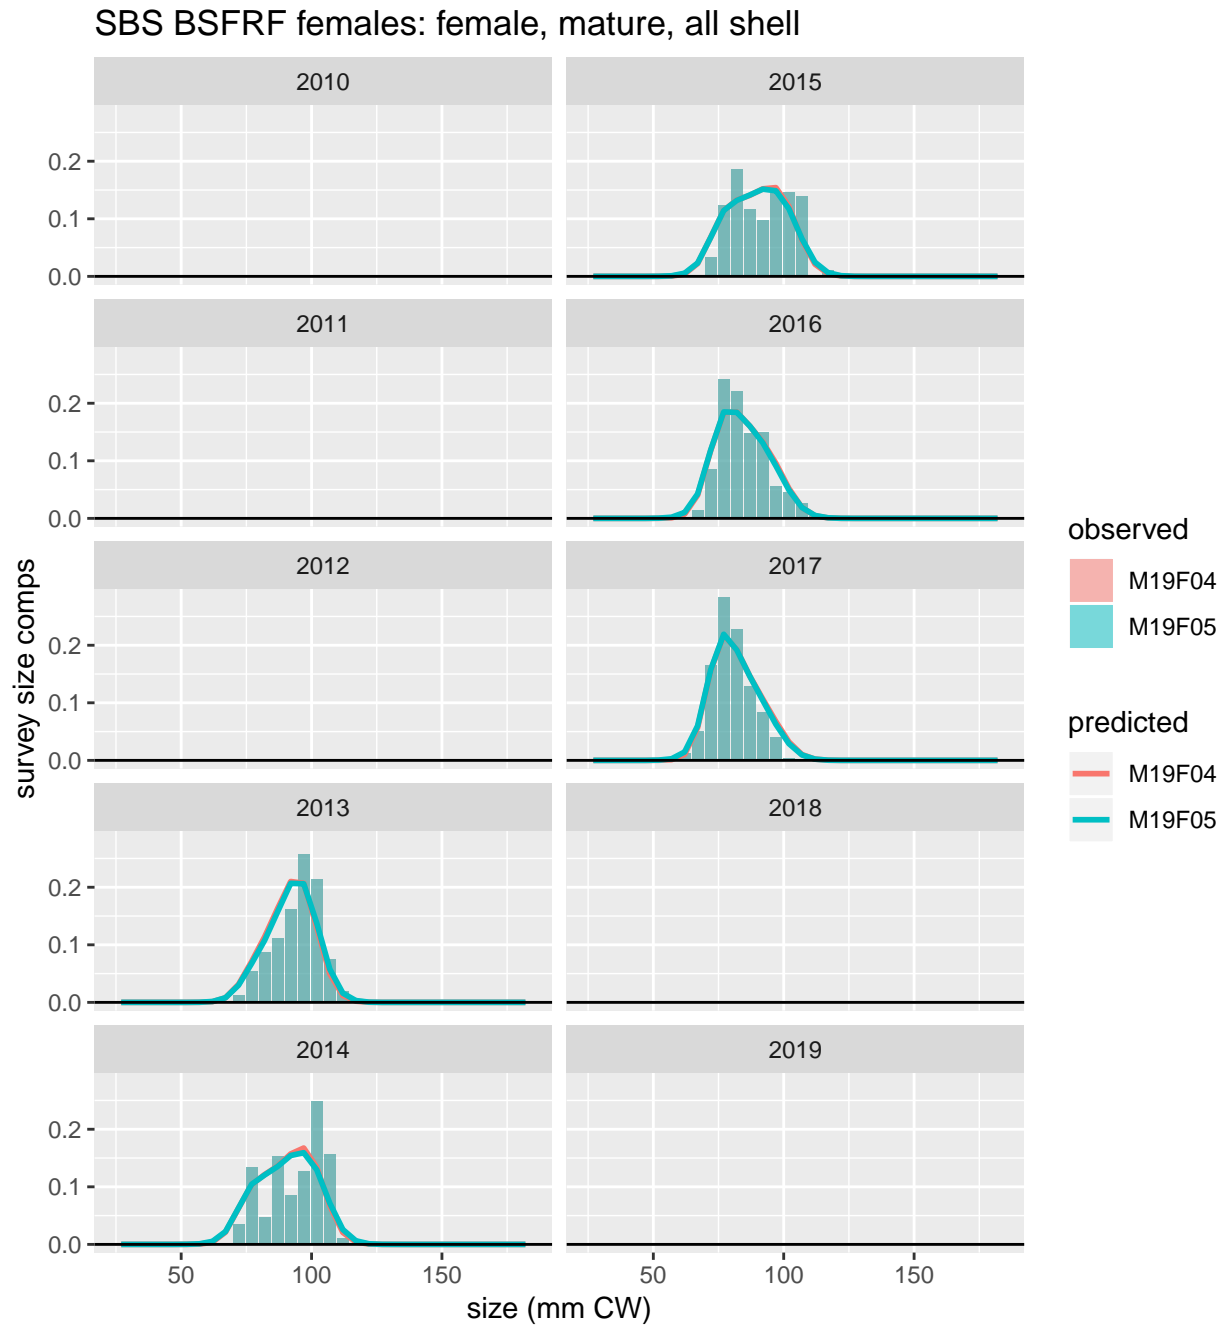 SBS BSFRF females: female, mature, all shell
2010
2015
0.2
0.1
0.0
2011
2016
0.2
0.1
0.0
2012
2017
0.2
0.1
0.0
2013
2018
0.2
0.1
0.0
2014
2019
0.2
0.1
0.0
50 100 150
50 100 150
size (mm CW)
survey size comps
observed
M19F04
M19F05
predicted
M19F04
M19F05